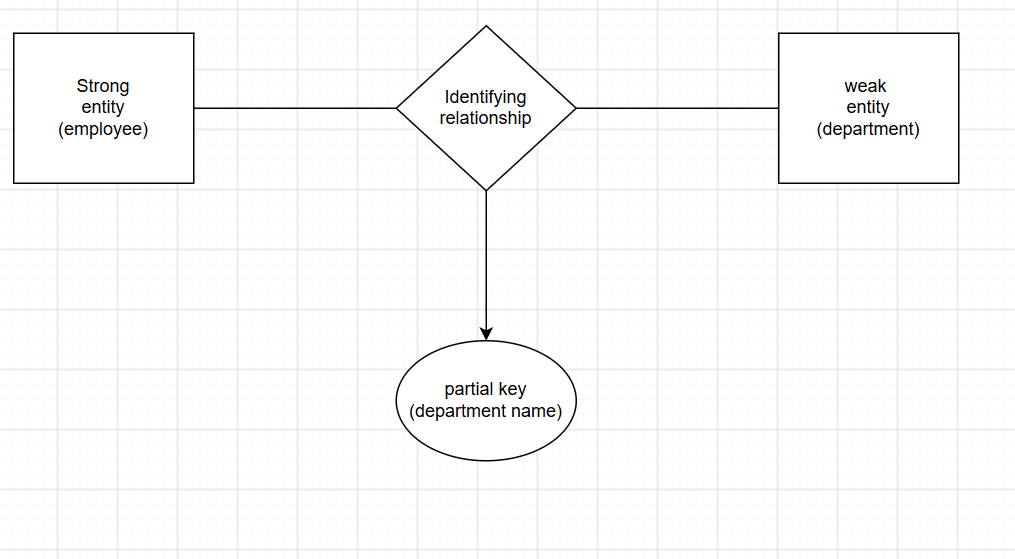 Strong
entity
(employee)
Identifying
relationship
weak
entity
(department)
partial key
(department name)